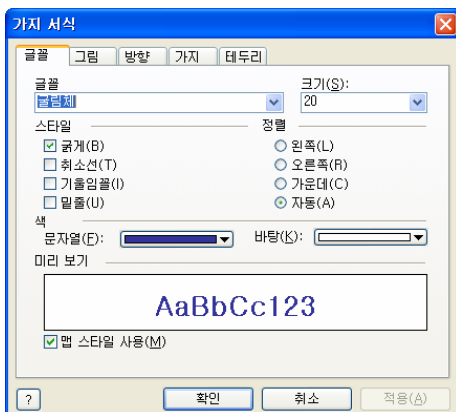 가지 서식
글꼴 그림 방향 가지 테두리
글꼴 크기(S):
굴림체 20
스타일 정렬
굵게(B) 왼쪽(L)
취소선(T) 오른쪽(R)
기울임꼴(I) 가운데(C)
밑줄(U) 자동(A)
색
문자열(F): 바탕(K):
미리 보기
AaBbCc123
맵 스타일 사용(M)
? 확인 취소 적용(A)